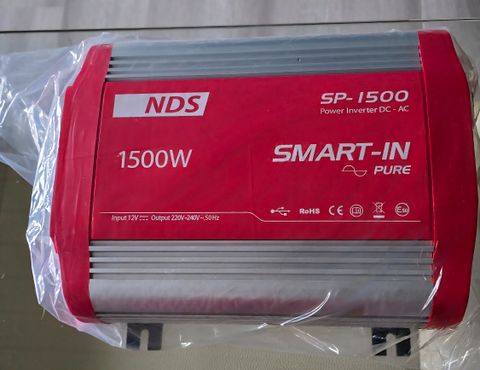 NDS
SP-1500
Power Inverter DC - AC
1500W
SMART-IN
PURE
RoHS CE
Input 12V Output 220V-240V~, 50Hz